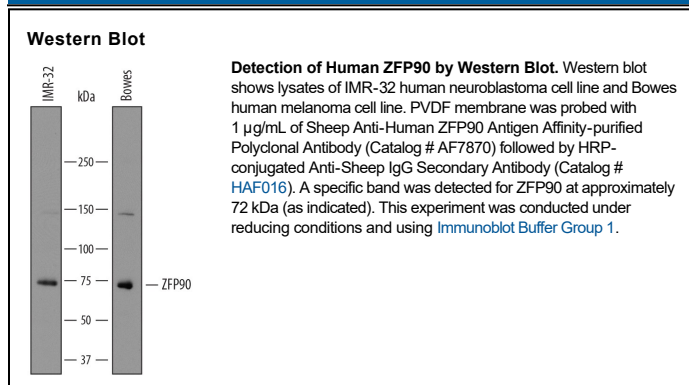 Western Blot
IMR-32
kDa
Bowes
250
150
100
75
ZFP90
50
37
Detection of Human ZFP90 by Western Blot. Western blot
shows lysates of IMR-32 human neuroblastoma cell line and Bowes
human melanoma cell line. PVDF membrane was probed with
1 µg/mL of Sheep Anti-Human ZFP90 Antigen Affinity-purified
Polyclonal Antibody (Catalog # AF7870) followed by HRP-
conjugated Anti-Sheep IgG Secondary Antibody (Catalog #
HAF016). A specific band was detected for ZFP90 at approximately
72 kDa (as indicated). This experiment was conducted under
reducing conditions and using Immunoblot Buffer Group 1.